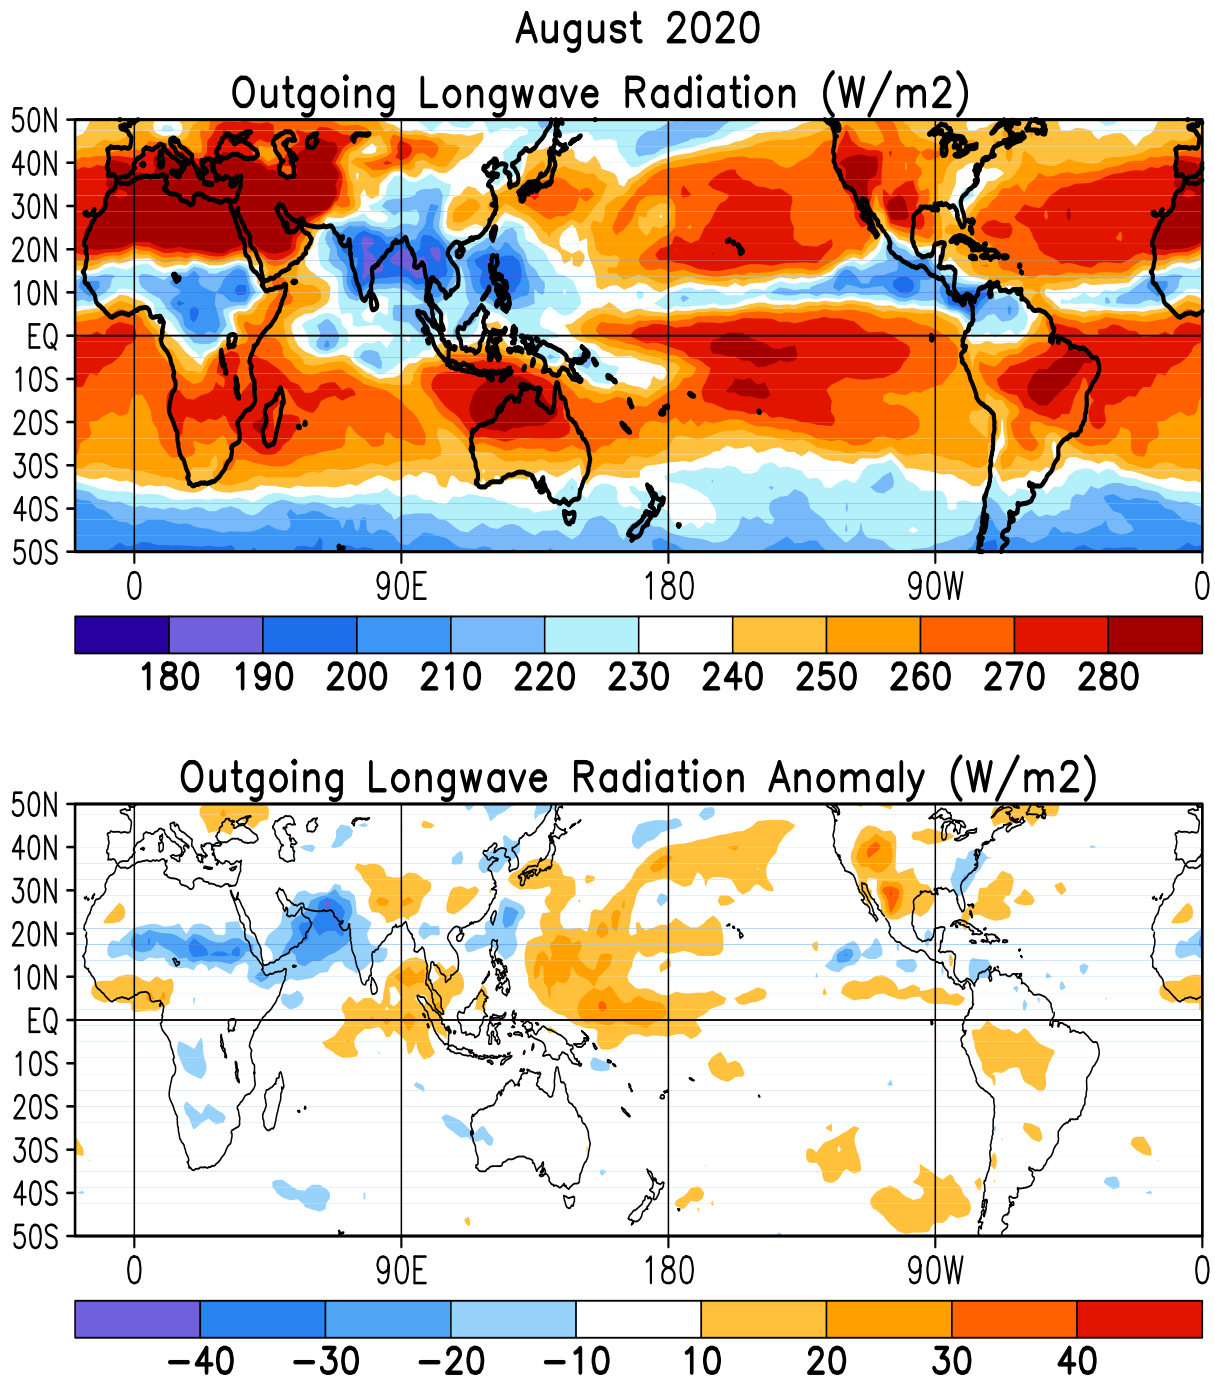 August 2020
Outgoing Longwave Radiation (W/m2)
50N
40N
30N
20N
10N
EQ
10S
20S
30S
40S
50S
0 90E 180 90W 0
180 190 200 210 220 230 240 250 260 270 280
Outgoing Longwave Radiation Anomaly (W/m2)
50N
40N
30N
20N
10N
EQ
10S
20S
30S
40S
50S
0 90E 180 90W 0
−40 −30 −20 −10 10 20 30 40